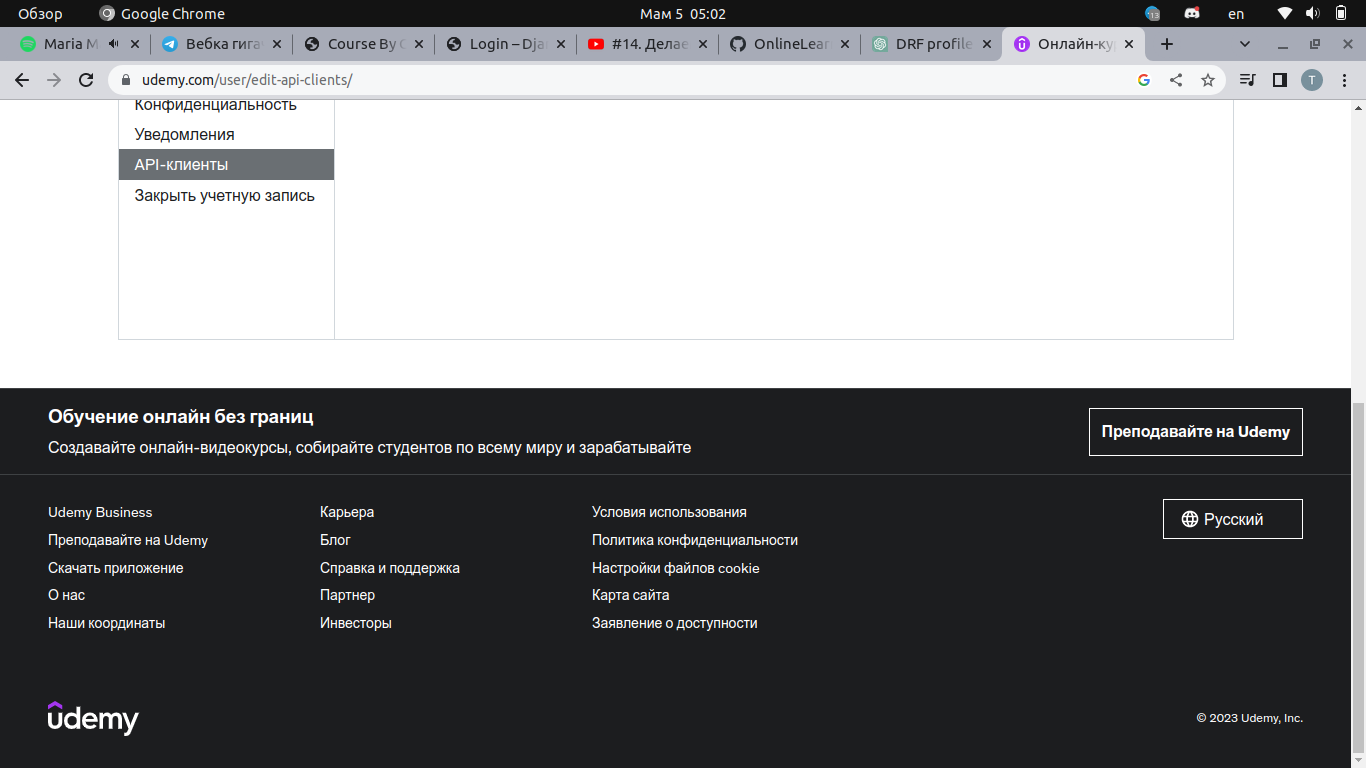 Обзор
Google Chrome
Мам 5 05:02
13
en
Maria M
Вебка гига
Course By C
Login – Dja
#14. Делае
OnlineLear
DRF profile
Онлайн-ку
udemy.com/user/edit-api-clients/
T
Конфиденциальность
Уведомления
API-клиенты
Закрыть учетную запись
Обучение онлайн без границ
Создавайте онлайн-видеокурсы, собирайте студентов по всему миру и зарабатывайте
Преподавайте на Udemy
Udemy Business
Преподавайте на Udemy
Скачать приложение
О нас
Наши координаты
Карьера
Блог
Справка и поддержка
Партнер
Инвесторы
Условия использования
Политика конфиденциальности
Настройки файлов cookie
Карта сайта
Заявление о доступности
Русский
udemy
© 2023 Udemy, Inc.